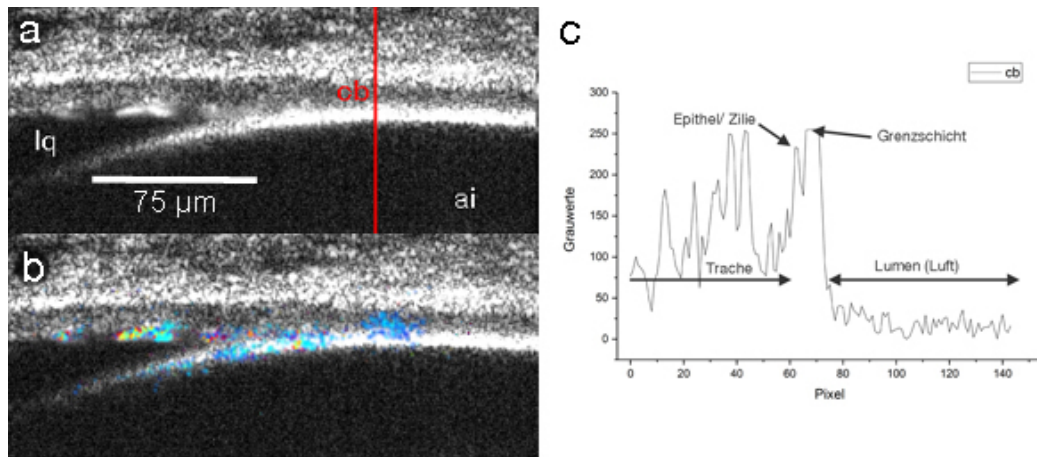 a
cb
lq
75 µm
ai
b
c
cb
300
250
200
150
100
50
0
Grauwerte
Epithel/ Zilie
Grenzschicht
Trache
Lumen (Luft)
0 20 40 60 80 100 120 140
Pixel